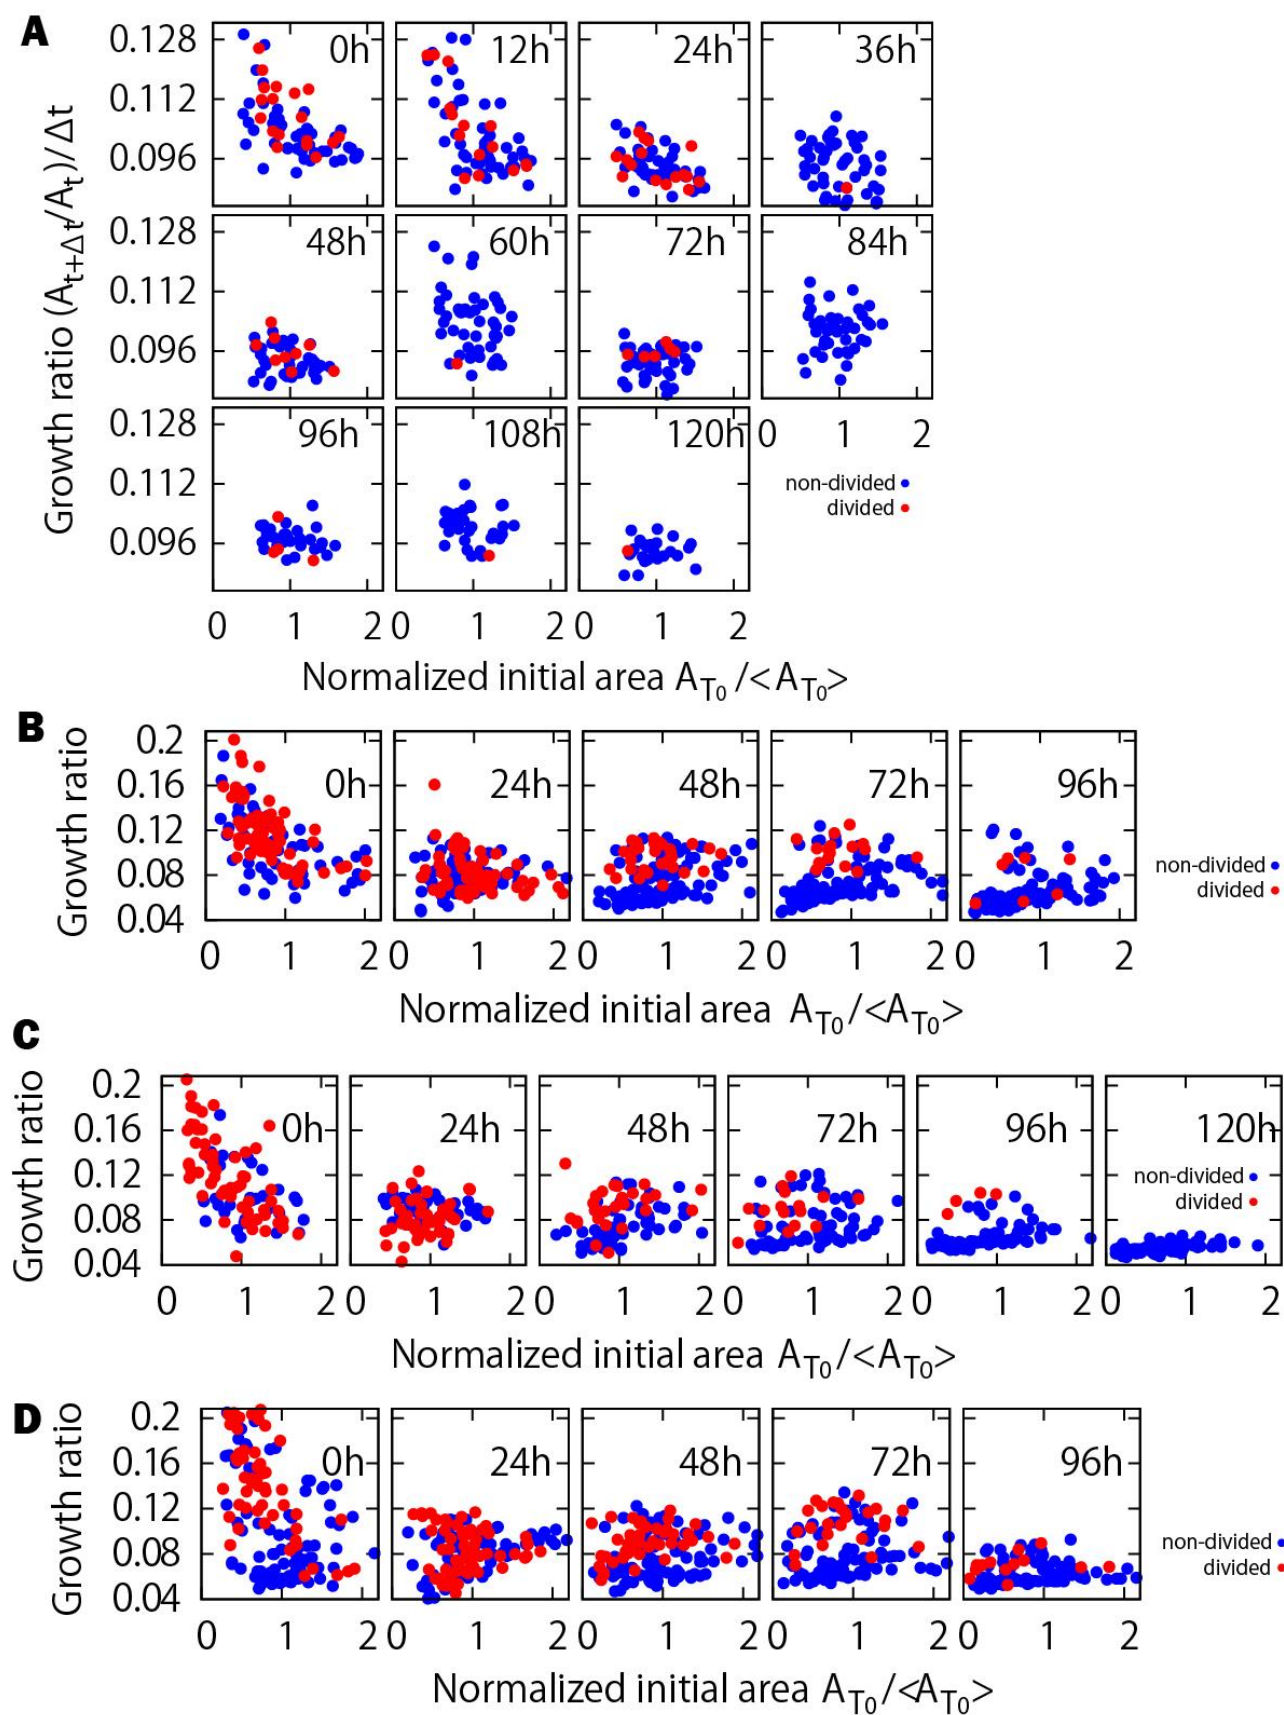 A
0.128
0.112
0.096
0h
12h
24h
36h
0.128
0.112
0.096
48h
60h
72h
84h
0 1 2
0.128
0.112
0.096
96h
108h
120h
non-divided
divided
0 1 2 0 1 2 0 1 2
Growth ratio (At+Δt/At)/Δt
Normalized initial area AT0 /<AT0>
B
Growth ratio
0.2
0.16
0.12
0.08
0.04
0h
24h
48h
72h
96h
non-divided
divided
0 1 2 0 1 2 0 1 2 0 1 2 0 1 2
Normalized initial area AT0/<AT0>
C
Growth ratio
0.2
0.16
0.12
0.08
0.04
0h
24h
48h
72h
96h
120h
non-divided
divided
0 1 2 0 1 2 0 1 2 0 1 2 0 1 2 0 1 2
Normalized initial area AT0/<AT0>
D
Growth ratio
0.2
0.16
0.12
0.08
0.04
0h
24h
48h
72h
96h
non-divided
divided
0 1 2 0 1 2 0 1 2 0 1 2 0 1 2
Normalized initial area AT0/<AT0>